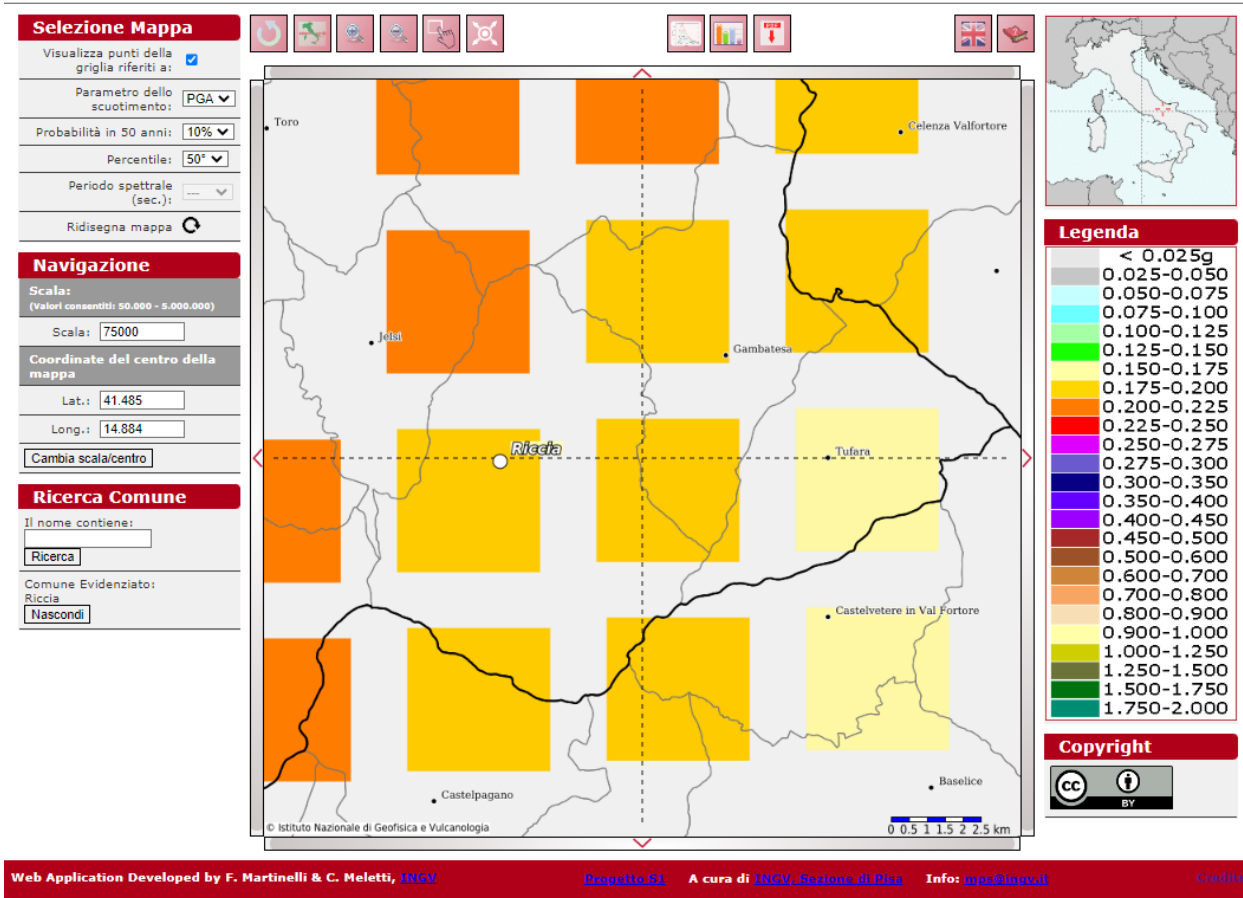 Selezione Mappa
Visualizza punti della
griglia riferiti a:
Parametro dello
scuotimento:
PGA
Probabilità in 50 anni:
10%
Percentile:
50°
Periodo spettrale
(sec.):
---
Ridisegna mappa
Navigazione
Scala:
(Valori consentiti: 50.000 - 5.000.000)
Scala:
75000
Coordinate del centro della
mappa
Lat.:
41.485
Long.:
14.884
Cambia scala/centro
Ricerca Comune
Il nome contiene:
Ricerca
Comune Evidenziato:
Riccia
Nascondi
PDF
Toro
Celenza Valfortore
Jelsi
Gambatesa
Riccia
Tufara
Castelvetere in Val Fortore
Castelpagano
Baselice
© Istituto Nazionale di Geofisica e Vulcanologia
0 0.5 1 1.5 2 2.5 km
Legenda
< 0.025g
0.025-0.050
0.050-0.075
0.075-0.100
0.100-0.125
0.125-0.150
0.150-0.175
0.175-0.200
0.200-0.225
0.225-0.250
0.250-0.275
0.275-0.300
0.300-0.350
0.350-0.400
0.400-0.450
0.450-0.500
0.500-0.600
0.600-0.700
0.700-0.800
0.800-0.900
0.900-1.000
1.000-1.250
1.250-1.500
1.500-1.750
1.750-2.000
Copyright
cc
BY
Web Application Developed by F. Martinelli & C. Meletti, INGV
Progetto S1
A cura di INGV, Sezione di Pisa
Info: mps@ingv.it
Credits